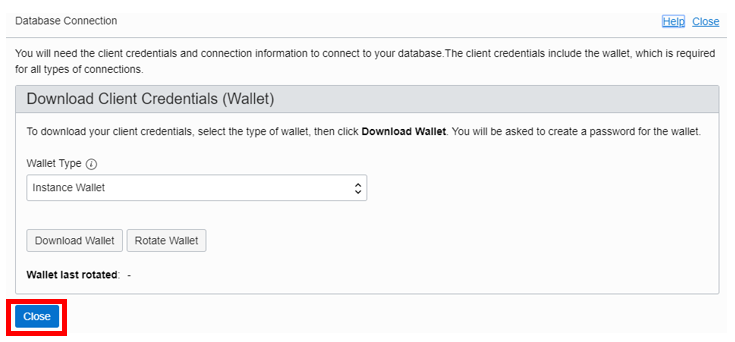 Database Connection
Help Close
You will need the client credentials and connection information to connect to your database.The client credentials include the wallet, which is required
for all types of connections.
Download Client Credentials (Wallet)
To download your client credentials, select the type of wallet, then click Download Wallet. You will be asked to create a password for the wallet.
Wallet Type i
Instance Wallet
Download Wallet Rotate Wallet
Wallet last rotated: -
Close